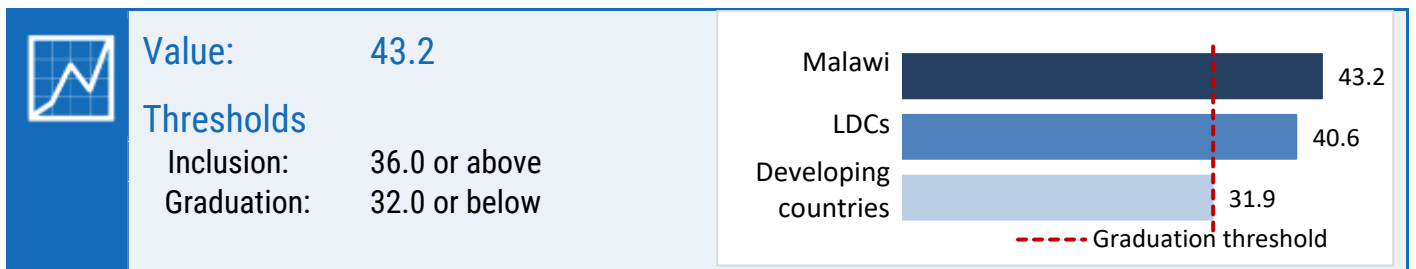 Value: 43.2
Thresholds
Inclusion: 36.0 or above
Graduation: 32.0 or below
Malawi 43.2
LDCs 40.6
Developing
countries 31.9
Graduation threshold